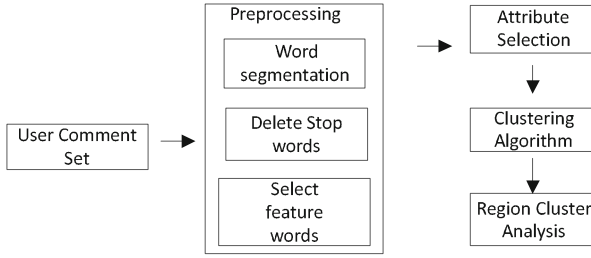 User Comment
Set
Preprocessing
Word
segmentation
Delete Stop
words
Select
feature
words
Attribute
Selection
Clustering
Algorithm
Region Cluster
Analysis